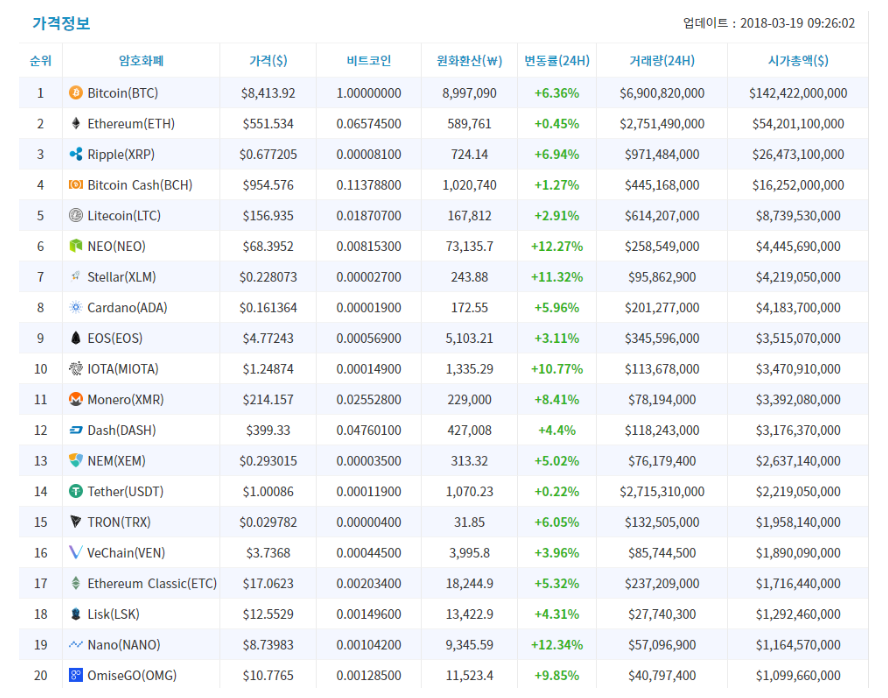 가격정보
업데이트 : 2018-03-19 09:26:02
순위 암호화폐 가격($) 비트코인 원화환산(₩) 변동률(24H) 거래량(24H) 시가총액($)
1 Bitcoin(BTC) $8,413.92 1.00000000 8,997,090 +6.36% $6,900,820,000 $142,422,000,000
2 Ethereum(ETH) $551.534 0.06574500 589,761 +0.45% $2,751,490,000 $54,201,100,000
3 Ripple(XRP) $0.677205 0.00008100 724.14 +6.94% $971,484,000 $26,473,100,000
4 Bitcoin Cash(BCH) $954.576 0.11378800 1,020,740 +1.27% $445,168,000 $16,252,000,000
5 Litecoin(LTC) $156.935 0.01870700 167,812 +2.91% $614,207,000 $8,739,530,000
6 NEO(NEO) $68.3952 0.00815300 73,135.7 +12.27% $258,549,000 $4,445,690,000
7 Stellar(XLM) $0.228073 0.00002700 243.88 +11.32% $95,862,900 $4,219,050,000
8 Cardano(ADA) $0.161364 0.00001900 172.55 +5.96% $201,277,000 $4,183,700,000
9 EOS(EOS) $4.77243 0.00056900 5,103.21 +3.11% $345,596,000 $3,515,070,000
10 IOTA(MIOTA) $1.24874 0.00014900 1,335.29 +10.77% $113,678,000 $3,470,910,000
11 Monero(XMR) $214.157 0.02552800 229,000 +8.41% $78,194,000 $3,392,080,000
12 Dash(DASH) $399.33 0.04760100 427,008 +4.4% $118,243,000 $3,176,370,000
13 NEM(XEM) $0.293015 0.00003500 313.32 +5.02% $76,179,400 $2,637,140,000
14 Tether(USDT) $1.00086 0.00011900 1,070.23 +0.22% $2,715,310,000 $2,219,050,000
15 TRON(TRX) $0.029782 0.00000400 31.85 +6.05% $132,505,000 $1,958,140,000
16 VeChain(VEN) $3.7368 0.00044500 3,995.8 +3.96% $85,744,500 $1,890,090,000
17 Ethereum Classic(ETC) $17.0623 0.00203400 18,244.9 +5.32% $237,209,000 $1,716,440,000
18 Lisk(LSK) $12.5529 0.00149600 13,422.9 +4.31% $27,740,300 $1,292,460,000
19 Nano(NANO) $8.73983 0.00104200 9,345.59 +12.34% $57,096,900 $1,164,570,000
20 OmiseGO(OMG) $10.7765 0.00128500 11,523.4 +9.85% $40,797,400 $1,099,660,000